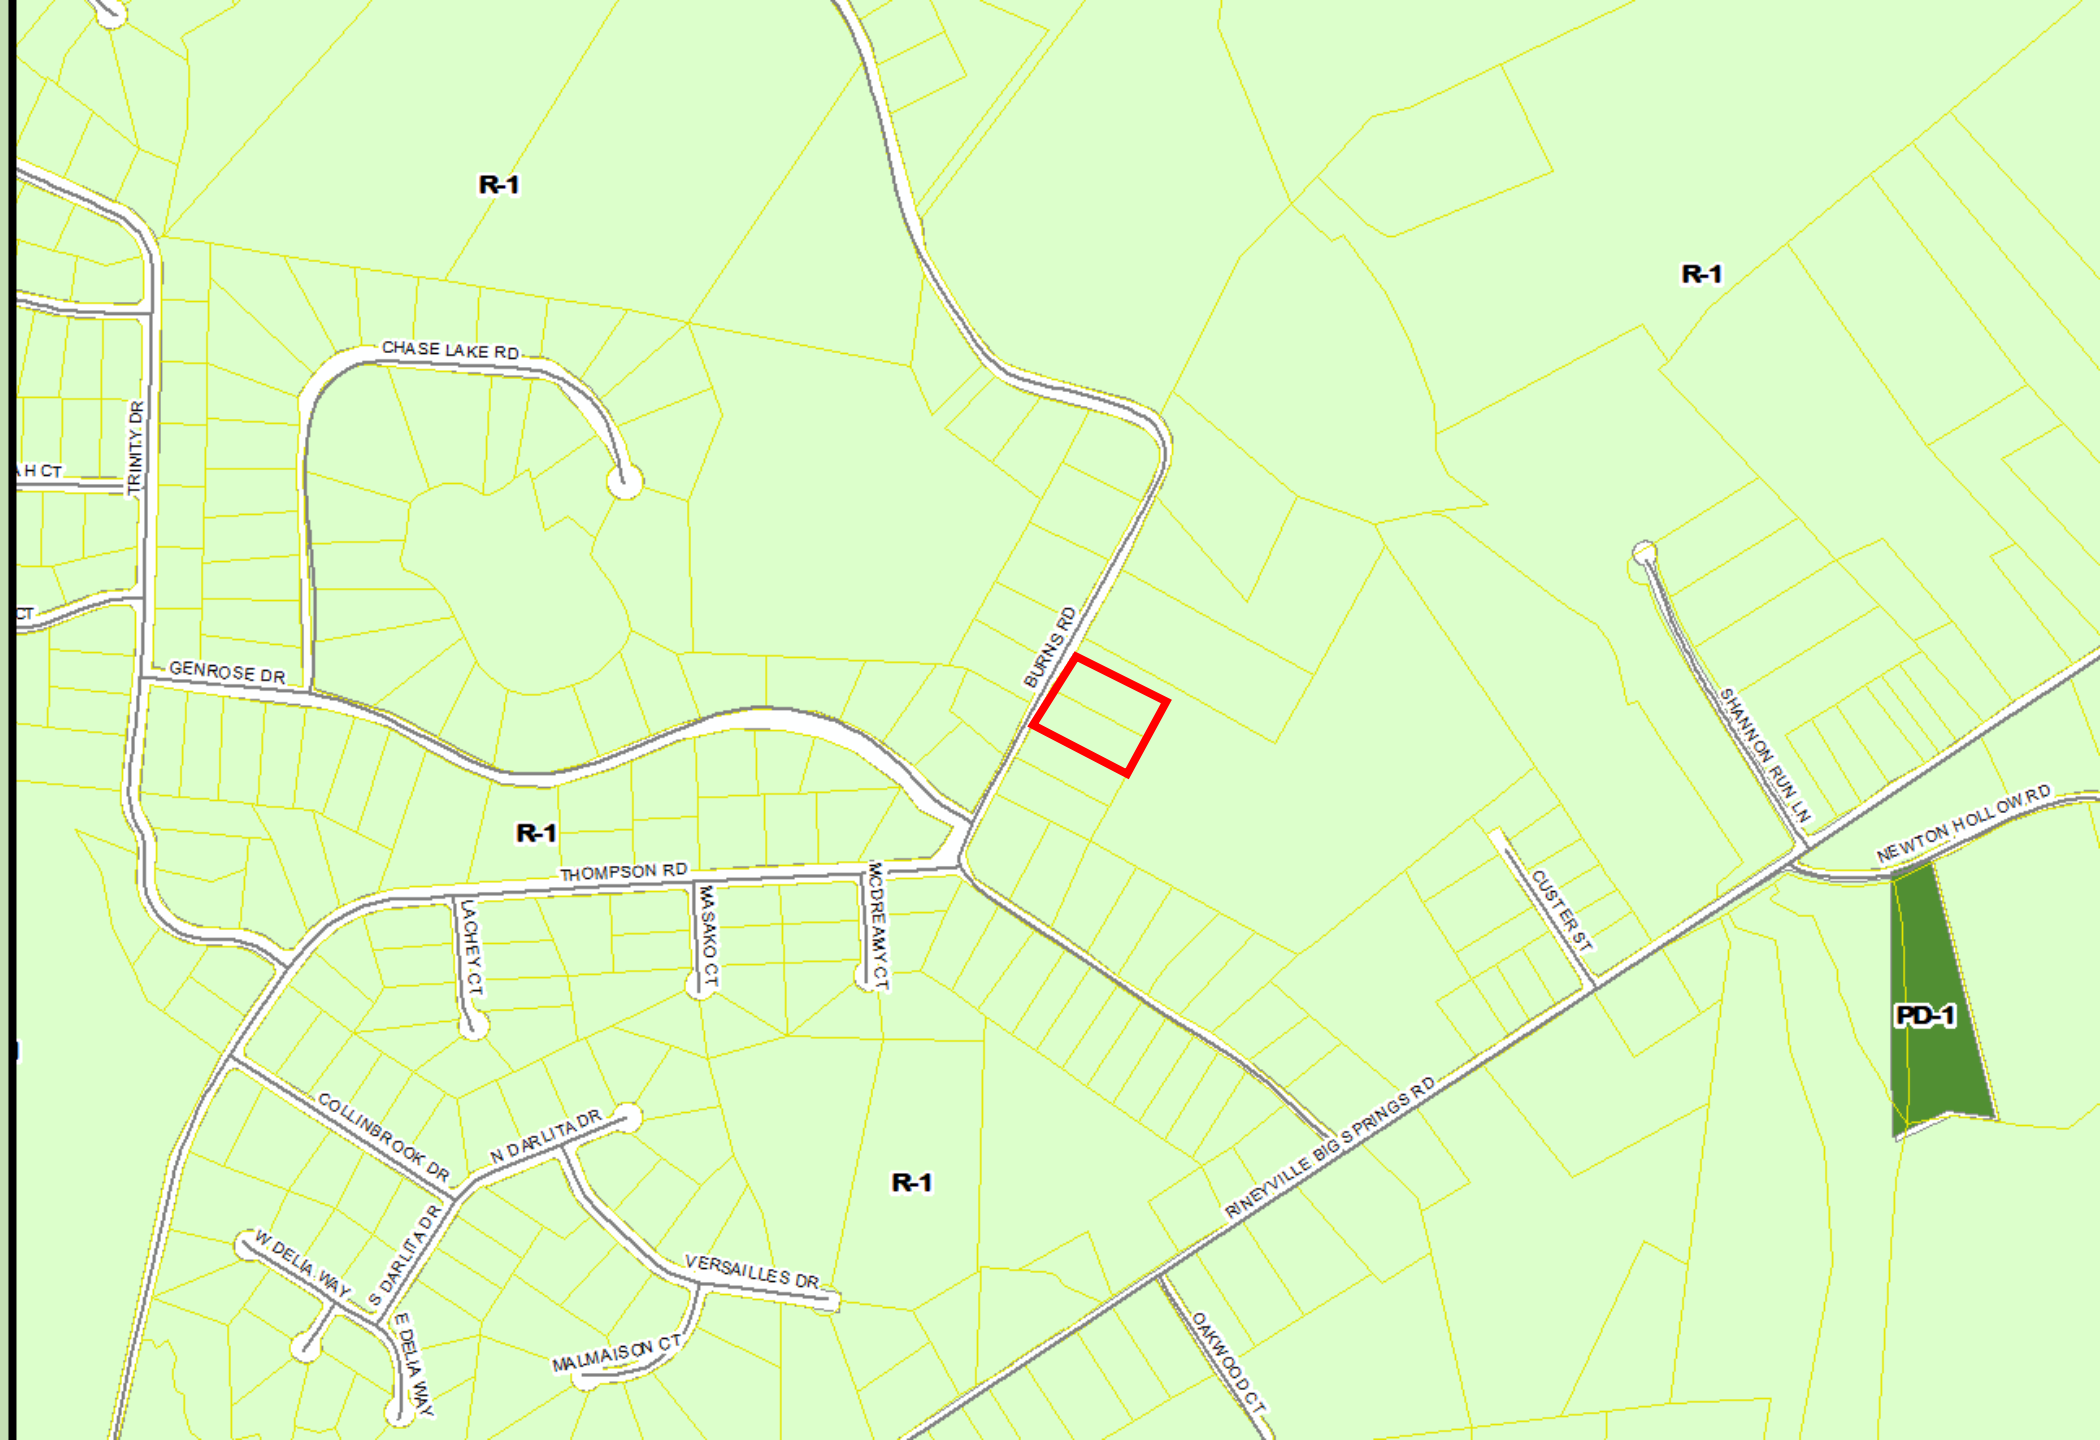 R-1
R-1
CHASE LAKE RD
TRINITY DR
AH CT
CT
BURNS RD
GENROSE DR
SHANNON RUN LN
NEWTON HOLLOW RD
R-1
THOMPSON RD
LACHEY CT
MASAKO CT
MCDREAMY CT
CUSTER ST
PD-1
COLLINBROOK DR
N DARLITA DR
RINEYVILLE BIG SPRINGS RD
R-1
S DARLITA DR
W DELIA WAY
VERSAILLES DR
E DELIA WAY
MALMAISON CT
OAKWOOD CT